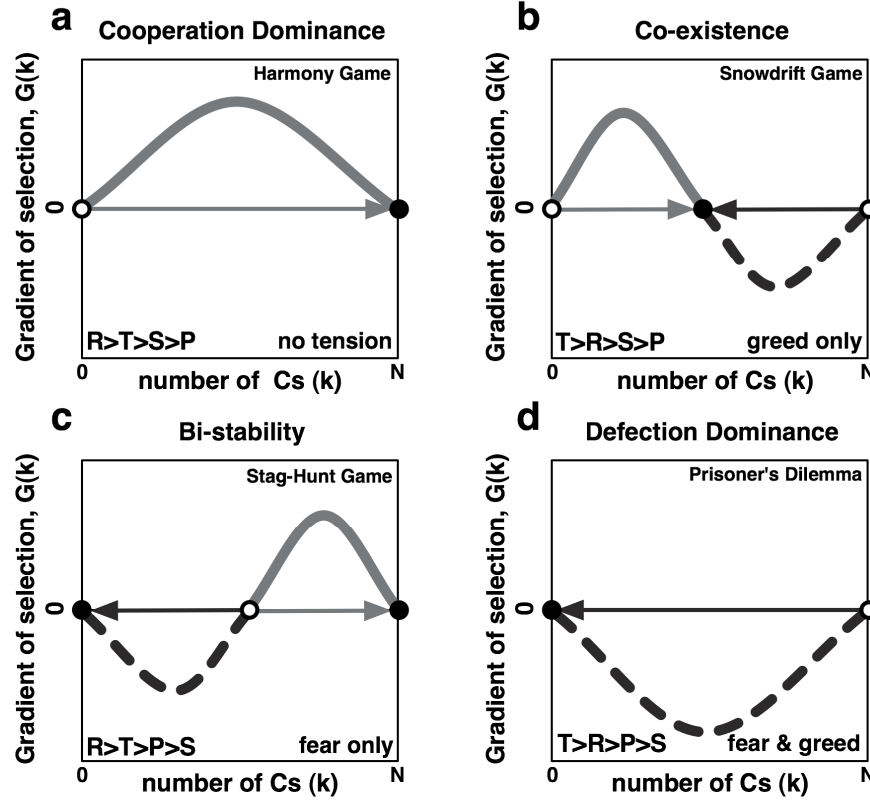 a
Cooperation Dominance
Harmony Game
Gradient of selection, G(k)
0
R>T>S>P
no tension
0
N
number of Cs (k)
b
Co-existence
Snowdrift Game
Gradient of selection, G(k)
0
T>R>S>P
greed only
0
N
number of Cs (k)
c
Bi-stability
Stag-Hunt Game
Gradient of selection, G(k)
0
R>T>P>S
fear only
0
N
number of Cs (k)
d
Defection Dominance
Prisoner's Dilemma
Gradient of selection, G(k)
0
T>R>P>S
fear & greed
0
N
number of Cs (k)